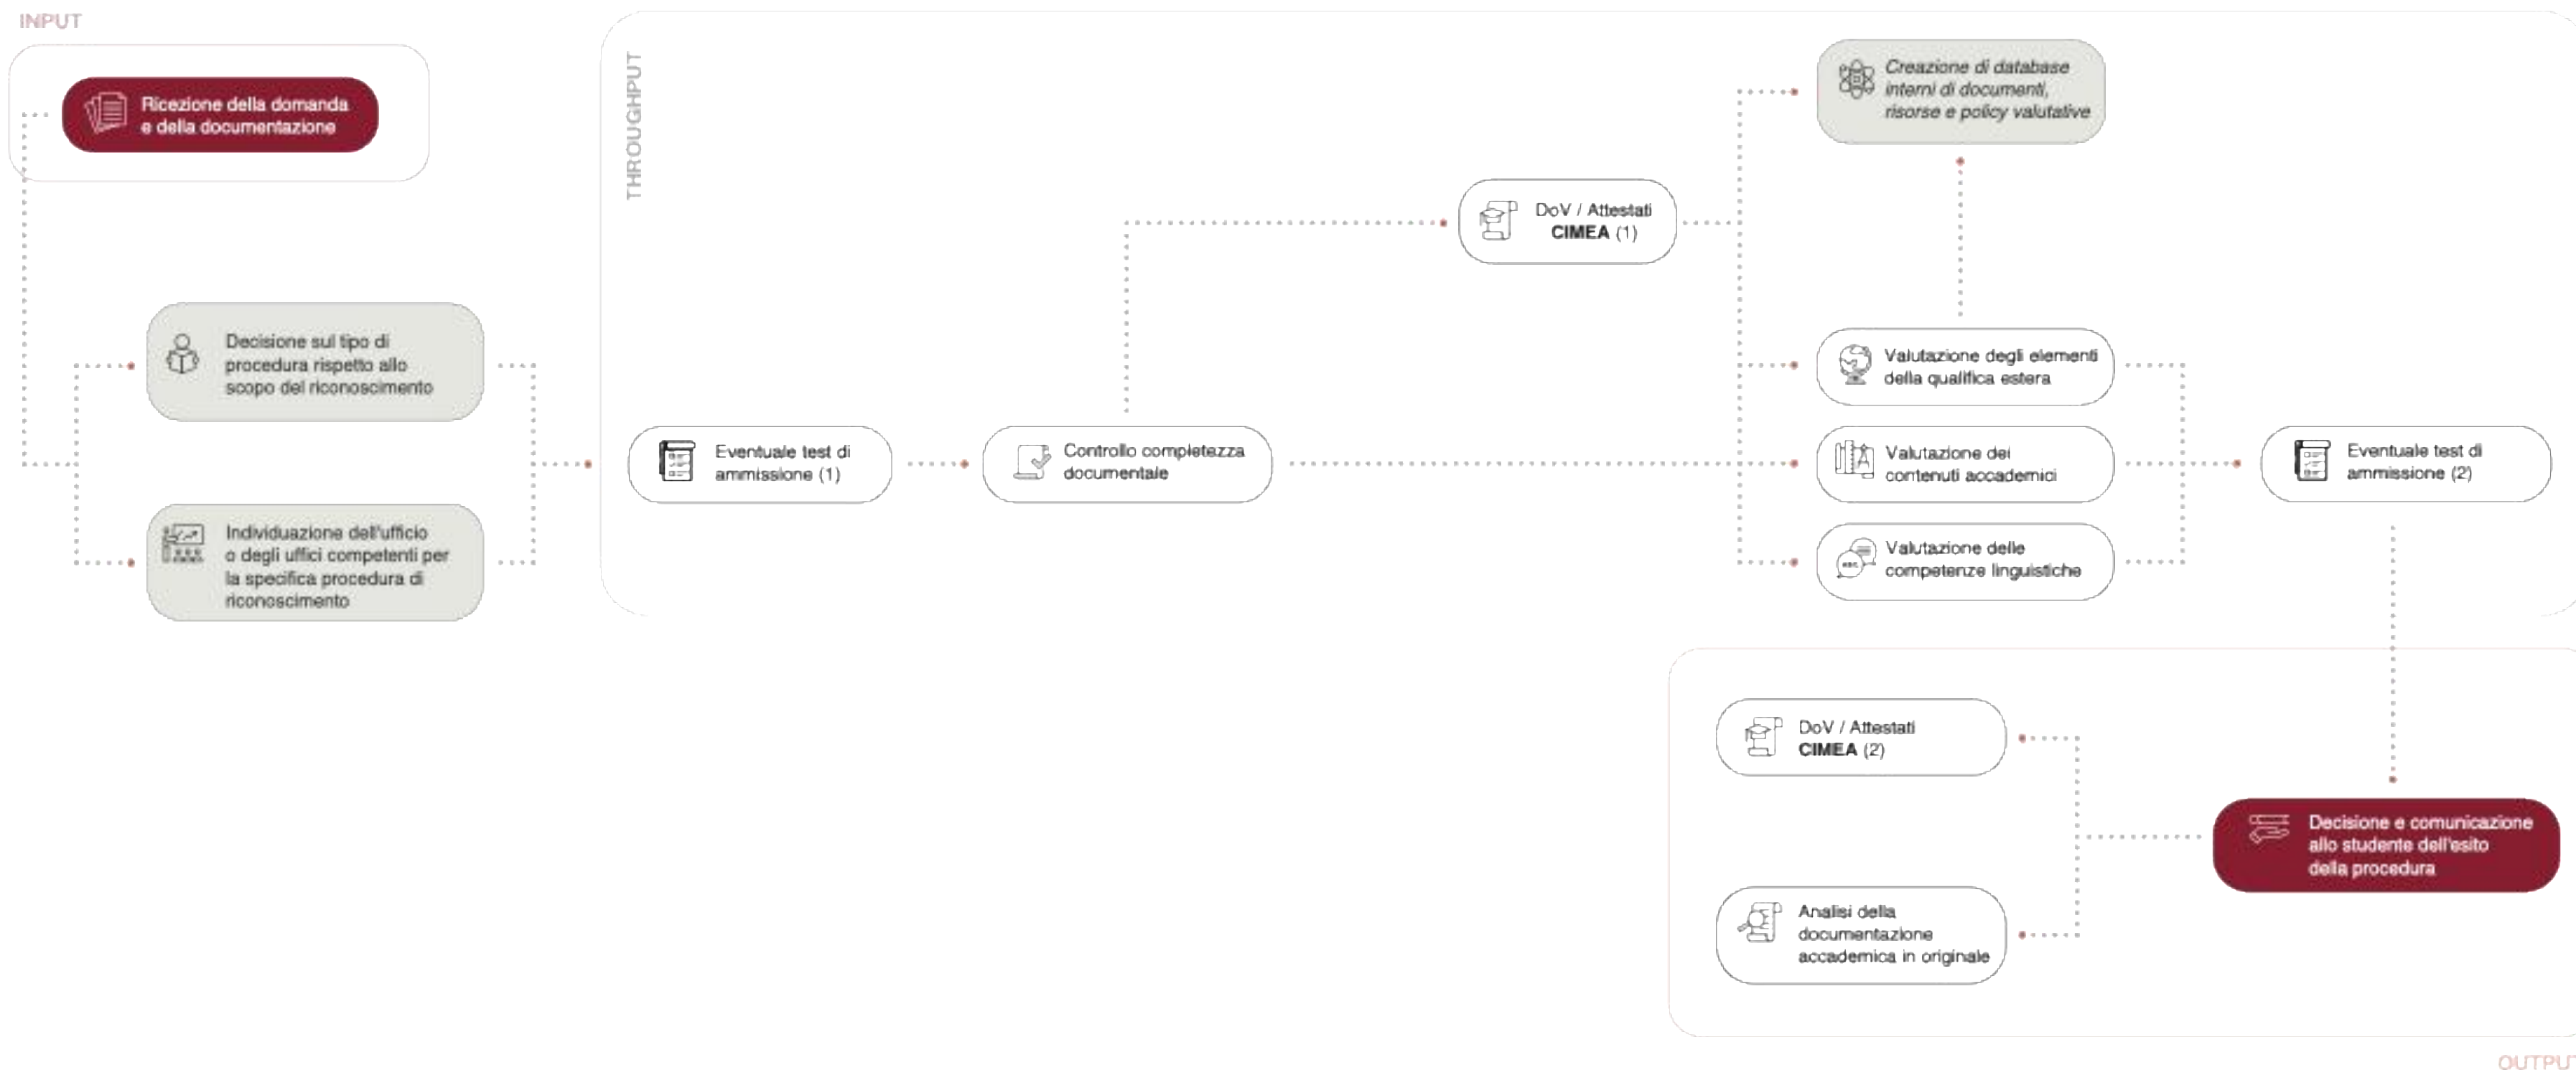 INPUT
Ricezione della domanda
e della documentazione
Decisione sul tipo di
procedura rispetto allo
scopo del riconoscimento
Individuazione dell'ufficio
o degli uffici competenti per
la specifica procedura di
riconoscimento
THROUGHPUT
Eventuale test di
ammissione (1)
Controllo completezza
documentale
DoV / Attestati
CIMEA (1)
Creazione di database
interni di documenti,
risorse e policy valutative
Valutazione degli elementi
della qualifica estera
Valutazione dei
contenuti accademici
Valutazione delle
competenze linguistiche
Eventuale test di
ammissione (2)
DoV / Attestati
CIMEA (2)
Analisi della
documentazione
accademica in originale
Decisione e comunicazione
allo studente dell'esito
della procedura
OUTPUT